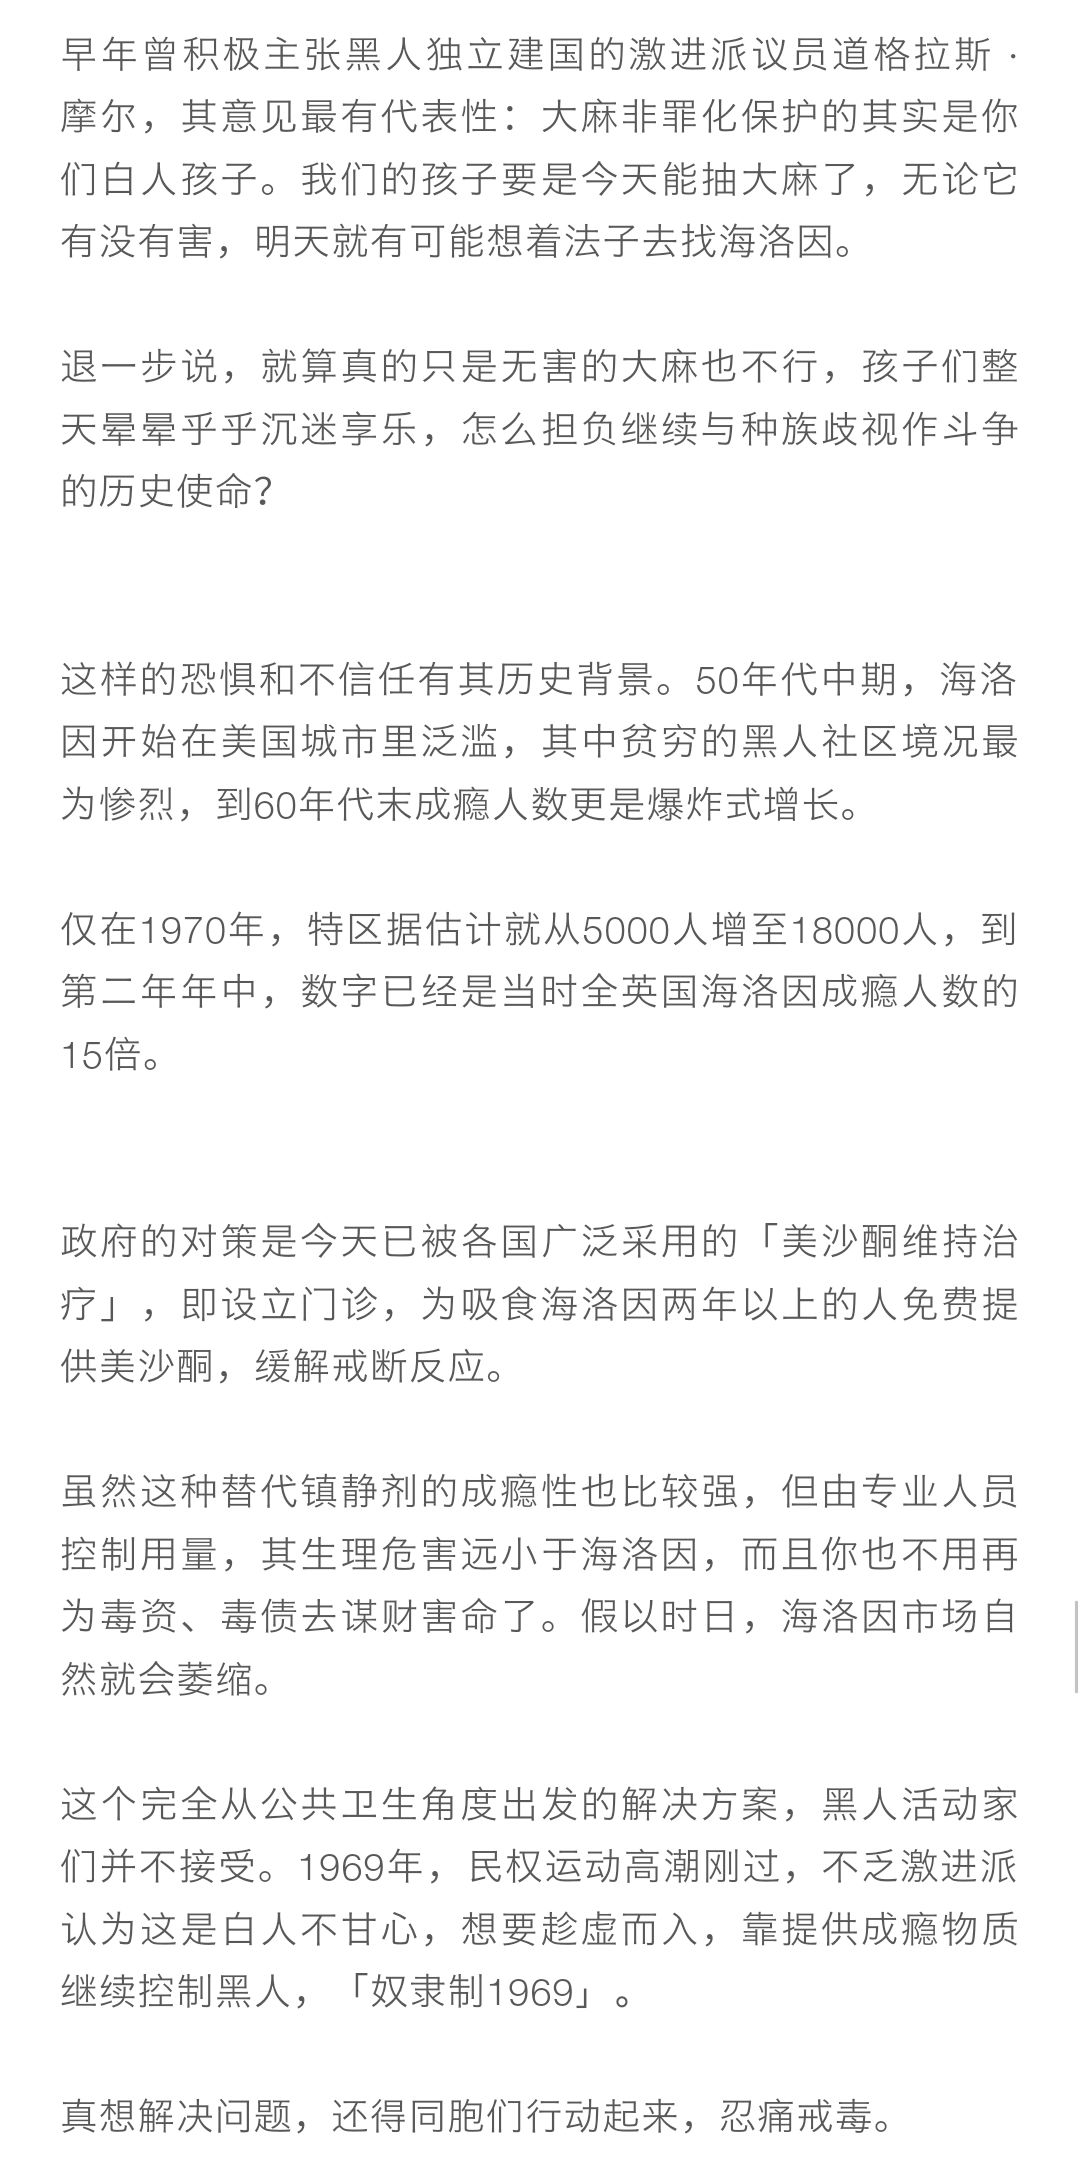 早年曾积极主张黑人独立建国的激进派议员道格拉斯 ·
摩尔，其意见最有代表性：大麻非罪化保护的其实是你
们白人孩子。我们的孩子要是今天能抽大麻了，无论它
有没有害，明天就有可能想着法子去找海洛因。
退一步说，就算真的只是无害的大麻也不行，孩子们整
天晕晕乎乎沉迷享乐，怎么担负继续与种族歧视作斗争
的历史使命？
这样的恐惧和不信任有其历史背景。50年代中期，海洛
因开始在美国城市里泛滥，其中贫穷的黑人社区境况最
为惨烈，到60年代末成瘾人数更是爆炸式增长。
仅在1970年，特区据估计就从5000人增至18000人，到
第二年年中，数字已经是当时全英国海洛因成瘾人数的
15倍。
政府的对策是今天已被各国广泛采用的「美沙酮维持治
疗」，即设立门诊，为吸食海洛因两年以上的人免费提
供美沙酮，缓解戒断反应。
虽然这种替代镇静剂的成瘾性也比较强，但由专业人员
控制用量，其生理危害远小于海洛因，而且你也不用再
为毒资、毒债去谋财害命了。假以时日，海洛因市场自
然就会萎缩。
这个完全从公共卫生角度出发的解决方案，黑人活动家
们并不接受。1969年，民权运动高潮刚过，不乏激进派
认为这是白人不甘心，想要趁虚而入，靠提供成瘾物质
继续控制黑人，「奴隶制1969」。
真想解决问题，还得同胞们行动起来，忍痛戒毒。